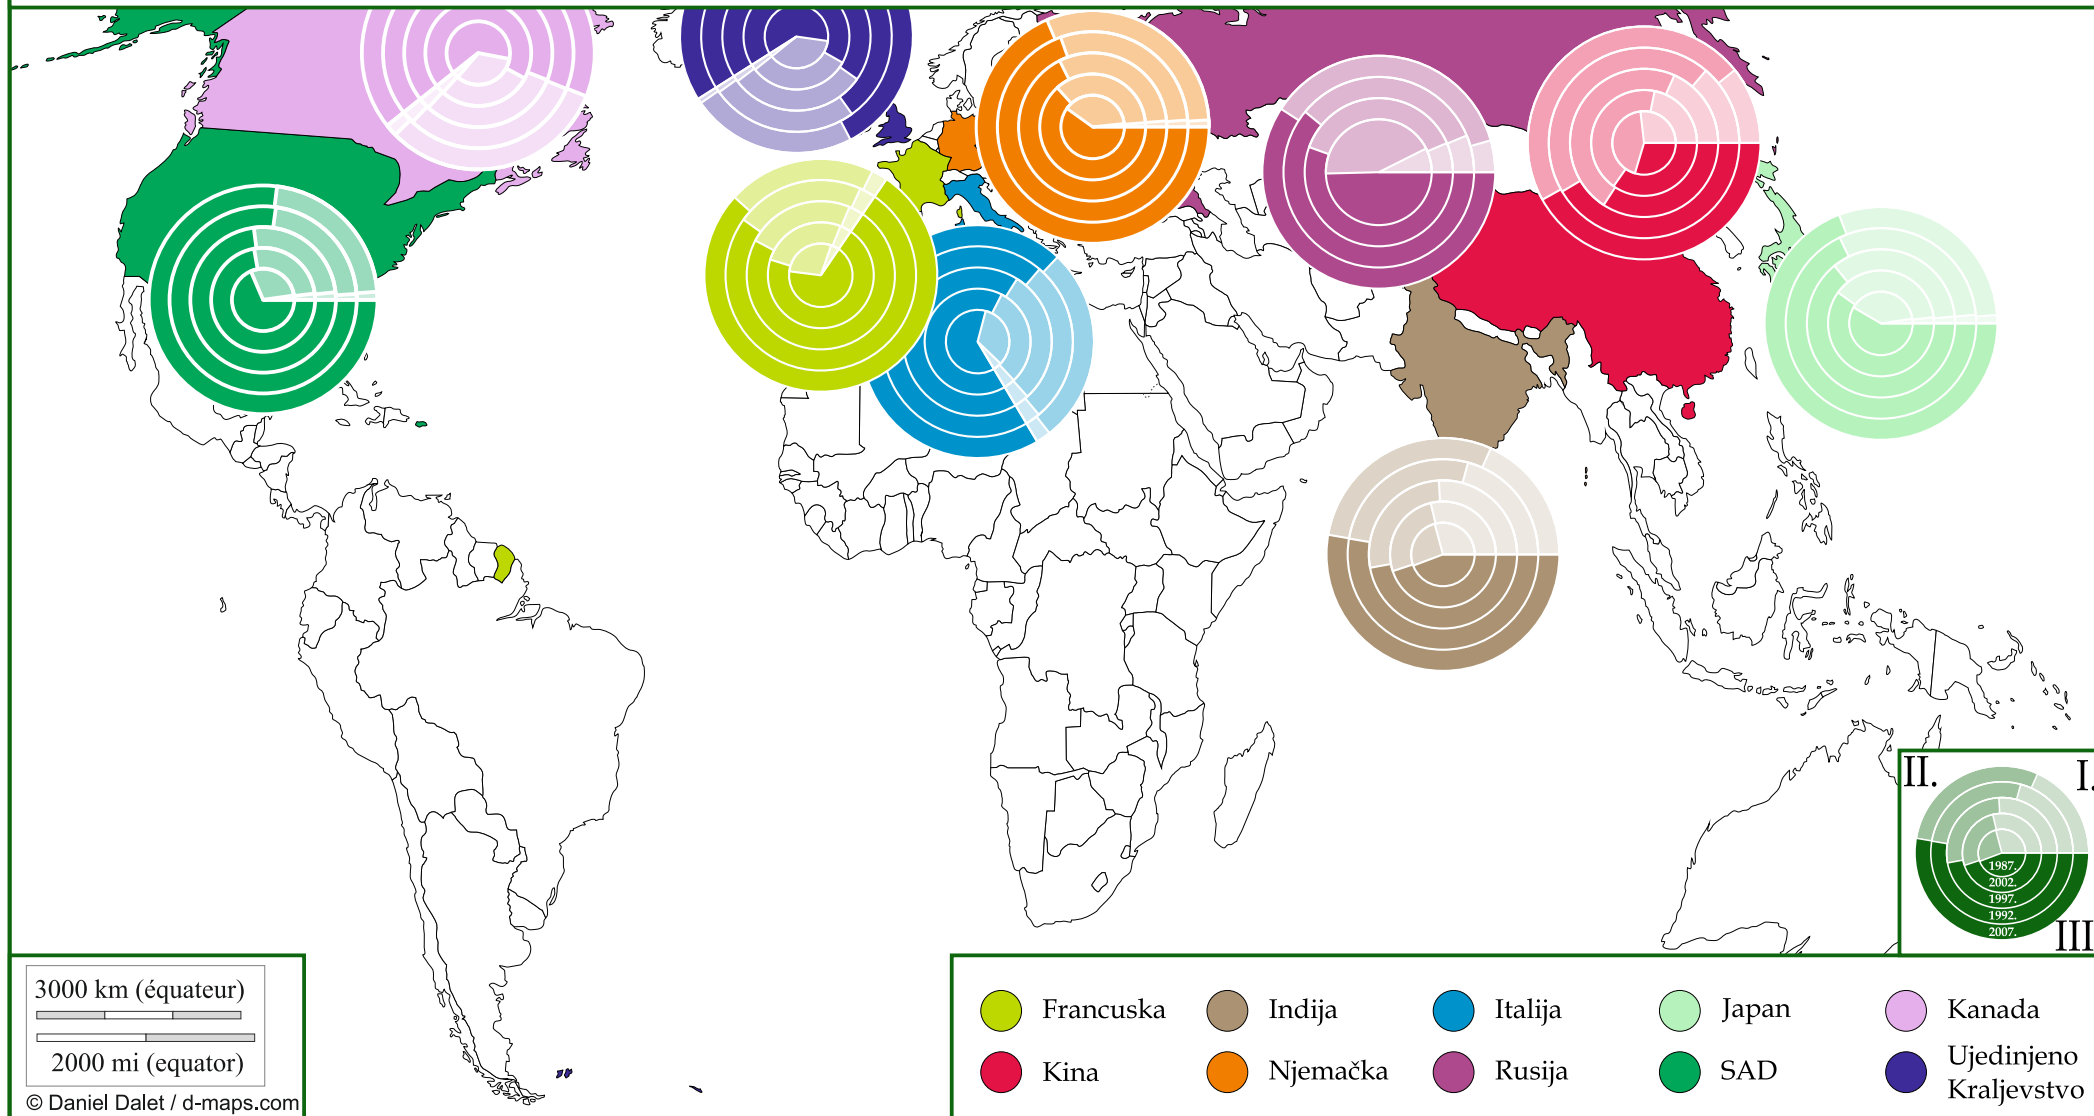 II.
I.
1987.
2002.
1997.
1992.
2007.
III
3000 km (équateur)
2000 mi (equator)
© Daniel Dalet / d-maps.com
Francuska
Indija
Italija
Japan
Kanada
Kina
Njemačka
Rusija
SAD
Ujedinjeno
Kraljevstvo